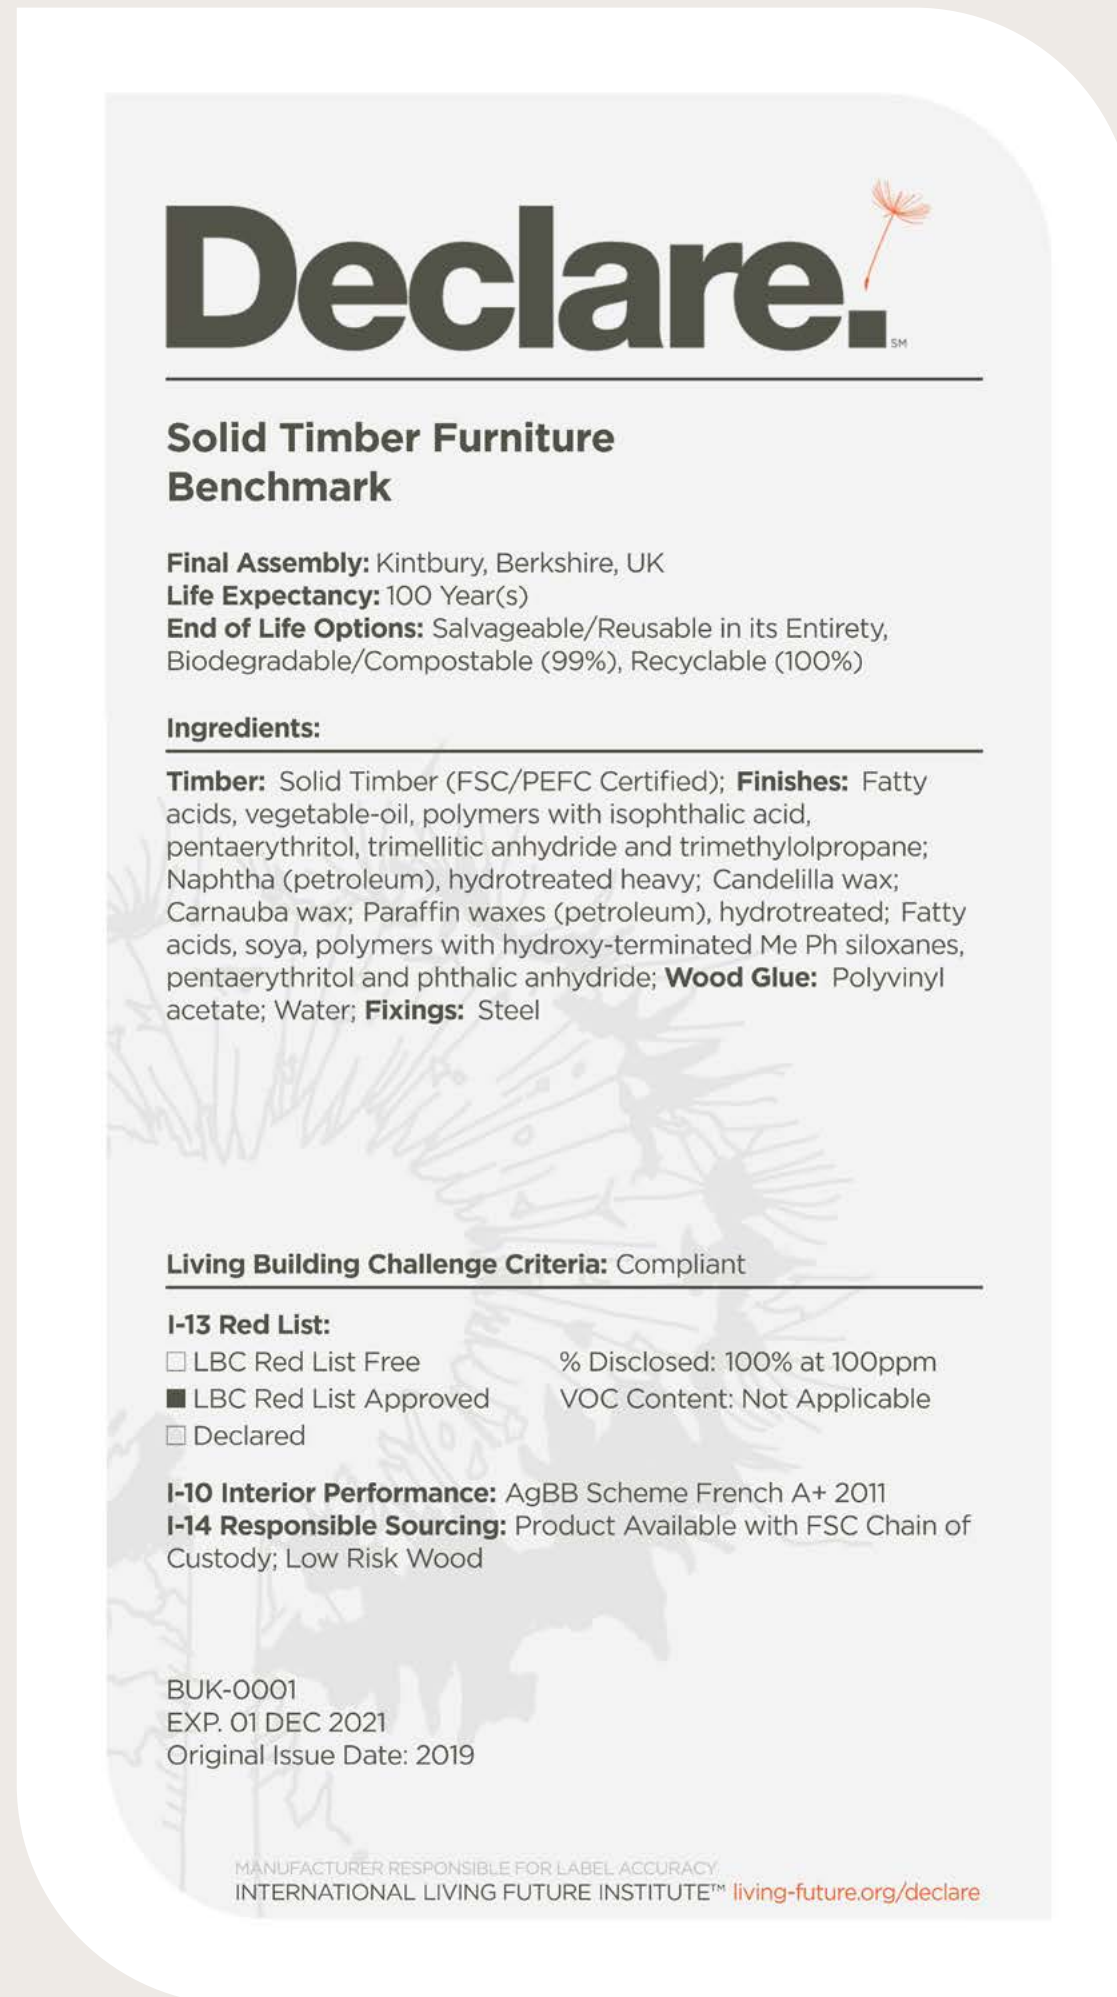 Declare.
SM
Solid Timber Furniture
Benchmark
Final Assembly: Kintbury, Berkshire, UK
Life Expectancy: 100 Year(s)
End of Life Options: Salvageable/Reusable in its Entirety,
Biodegradable/Compostable (99%), Recyclable (100%)
Ingredients:
Timber: Solid Timber (FSC/PEFC Certified); Finishes: Fatty
acids, vegetable-oil, polymers with isophthalic acid,
pentaerythritol, trimellitic anhydride and trimethylolpropane;
Naphtha (petroleum), hydrotreated heavy; Candelilla wax;
Carnauba wax; Paraffin waxes (petroleum), hydrotreated; Fatty
acids, soya, polymers with hydroxy-terminated Me Ph siloxanes,
pentaerythritol and phthalic anhydride; Wood Glue: Polyvinyl
acetate; Water; Fixings: Steel
Living Building Challenge Criteria: Compliant
I-13 Red List:
☐ LBC Red List Free % Disclosed: 100% at 100ppm
■ LBC Red List Approved VOC Content: Not Applicable
☐ Declared
I-10 Interior Performance: AgBB Scheme French A+ 2011
I-14 Responsible Sourcing: Product Available with FSC Chain of
Custody; Low Risk Wood
BUK-0001
EXP. 01 DEC 2021
Original Issue Date: 2019
MANUFACTURER RESPONSIBLE FOR LABEL ACCURACY
INTERNATIONAL LIVING FUTURE INSTITUTE™ living-future.org/declare